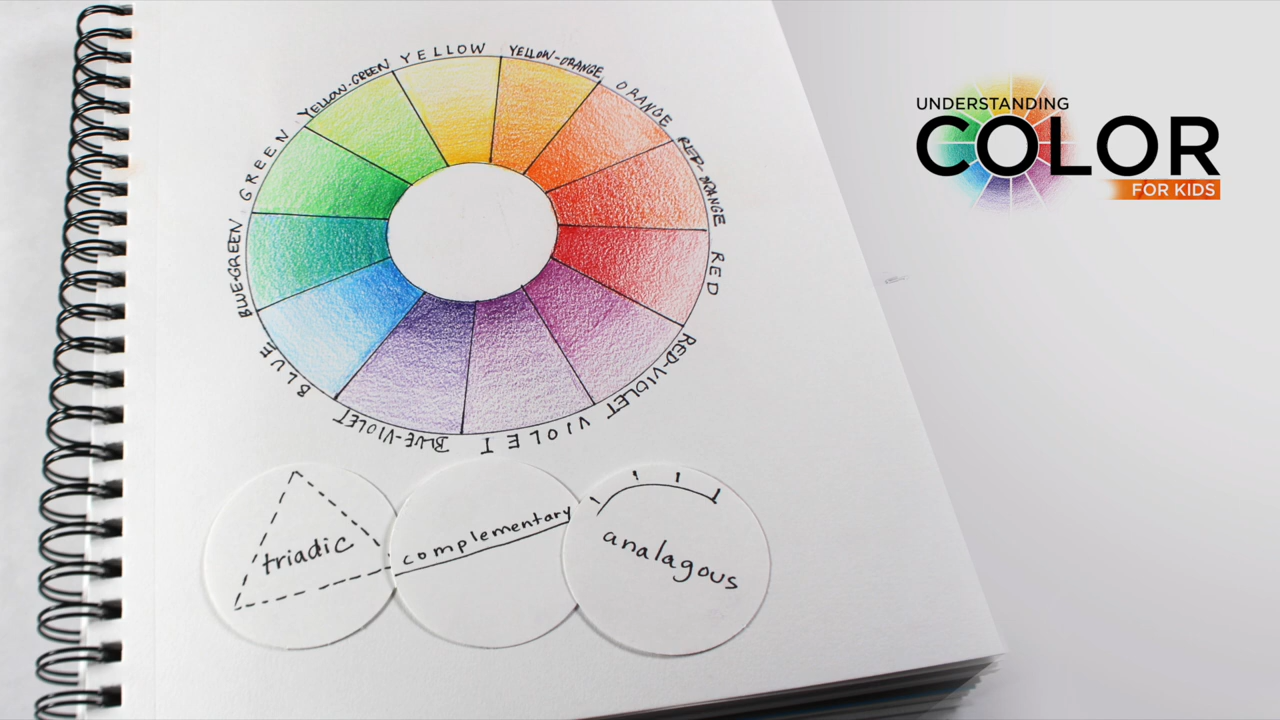 YELLOW
YELLOW-ORANGE
ORANGE
RED-ORANGE
RED
RED-VIOLET
VIOLET
BLUE-VIOLET
BLUE
BLUE-GREEN
GREEN
YELLOW-GREEN
triadic
complementary
analagous
UNDERSTANDING
COLOR
FOR KIDS